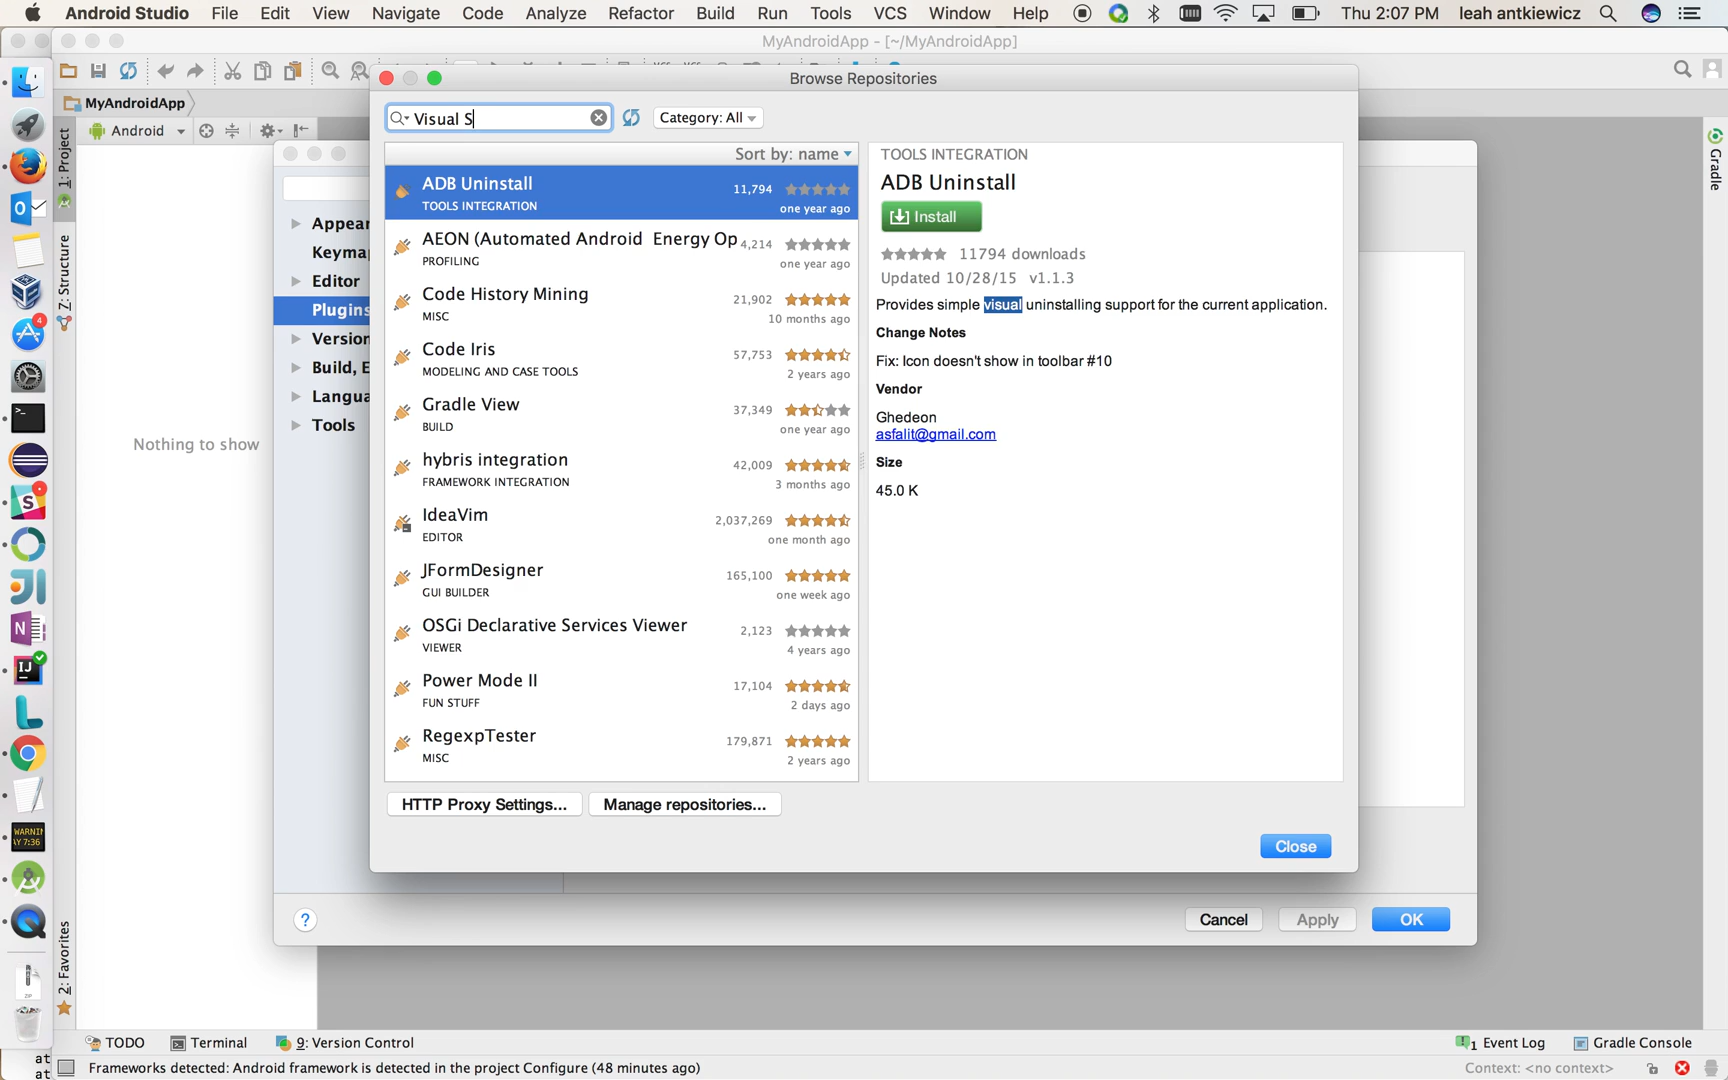 Android Studio File Edit View Navigate Code Analyze Refactor Build Run Tools VCS Window Help Thu 2:07 PM leah antkiewicz
MyAndroidApp - [~/MyAndroidApp]
Browse Repositories
MyAndroidApp
Visual S
Category: All
Android
1: Project
Z: Structure
2: Favorites
Gradle
Nothing to show
Appear
Keymap
Editor
Plugins
Version
Build, E
Langua
Tools
Sort by: name
ADB Uninstall 11,794
TOOLS INTEGRATION one year ago
AEON (Automated Android Energy Op 4,214
PROFILING one year ago
Code History Mining 21,902
MISC 10 months ago
Code Iris 57,753
MODELING AND CASE TOOLS 2 years ago
Gradle View 37,349
BUILD one year ago
hybris integration 42,009
FRAMEWORK INTEGRATION 3 months ago
IdeaVim 2,037,269
EDITOR one month ago
JFormDesigner 165,100
GUI BUILDER one week ago
OSGi Declarative Services Viewer 2,123
VIEWER 4 years ago
Power Mode II 17,104
FUN STUFF 2 days ago
RegexpTester 179,871
MISC 2 years ago
TOOLS INTEGRATION
ADB Uninstall
Install
11794 downloads
Updated 10/28/15 v1.1.3
Provides simple visual uninstalling support for the current application.
Change Notes
Fix: Icon doesn't show in toolbar #10
Vendor
Ghedeon
asfalit@gmail.com
Size
45.0 K
HTTP Proxy Settings... Manage repositories...
Close
? Cancel Apply OK
TODO Terminal 9: Version Control 1 Event Log Gradle Console
at
Frameworks detected: Android framework is detected in the project Configure (48 minutes ago) Context: <no context>
at
4
S
N
IJ
WARNIN
AY 7:36
ZIP